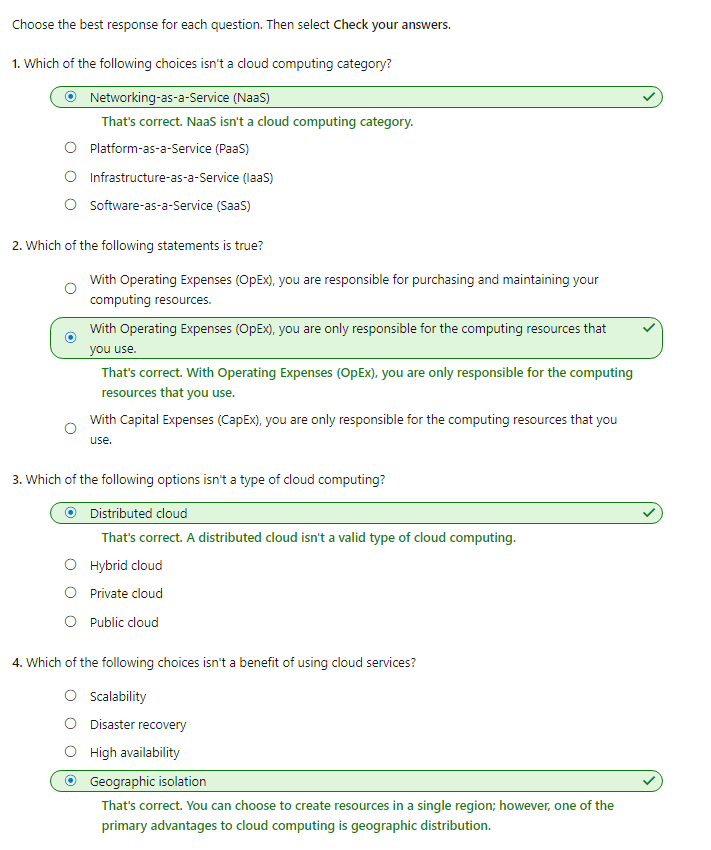 Choose the best response for each question. Then select Check your answers.
1. Which of the following choices isn't a cloud computing category?
Networking-as-a-Service (NaaS)
That's correct. NaaS isn't a cloud computing category.
Platform-as-a-Service (PaaS)
Infrastructure-as-a-Service (IaaS)
Software-as-a-Service (SaaS)
2. Which of the following statements is true?
With Operating Expenses (OpEx), you are responsible for purchasing and maintaining your
computing resources.
With Operating Expenses (OpEx), you are only responsible for the computing resources that
you use.
That's correct. With Operating Expenses (OpEx), you are only responsible for the computing
resources that you use.
With Capital Expenses (CapEx), you are only responsible for the computing resources that you
use.
3. Which of the following options isn't a type of cloud computing?
Distributed cloud
That's correct. A distributed cloud isn't a valid type of cloud computing.
Hybrid cloud
Private cloud
Public cloud
4. Which of the following choices isn't a benefit of using cloud services?
Scalability
Disaster recovery
High availability
Geographic isolation
That's correct. You can choose to create resources in a single region; however, one of the
primary advantages to cloud computing is geographic distribution.